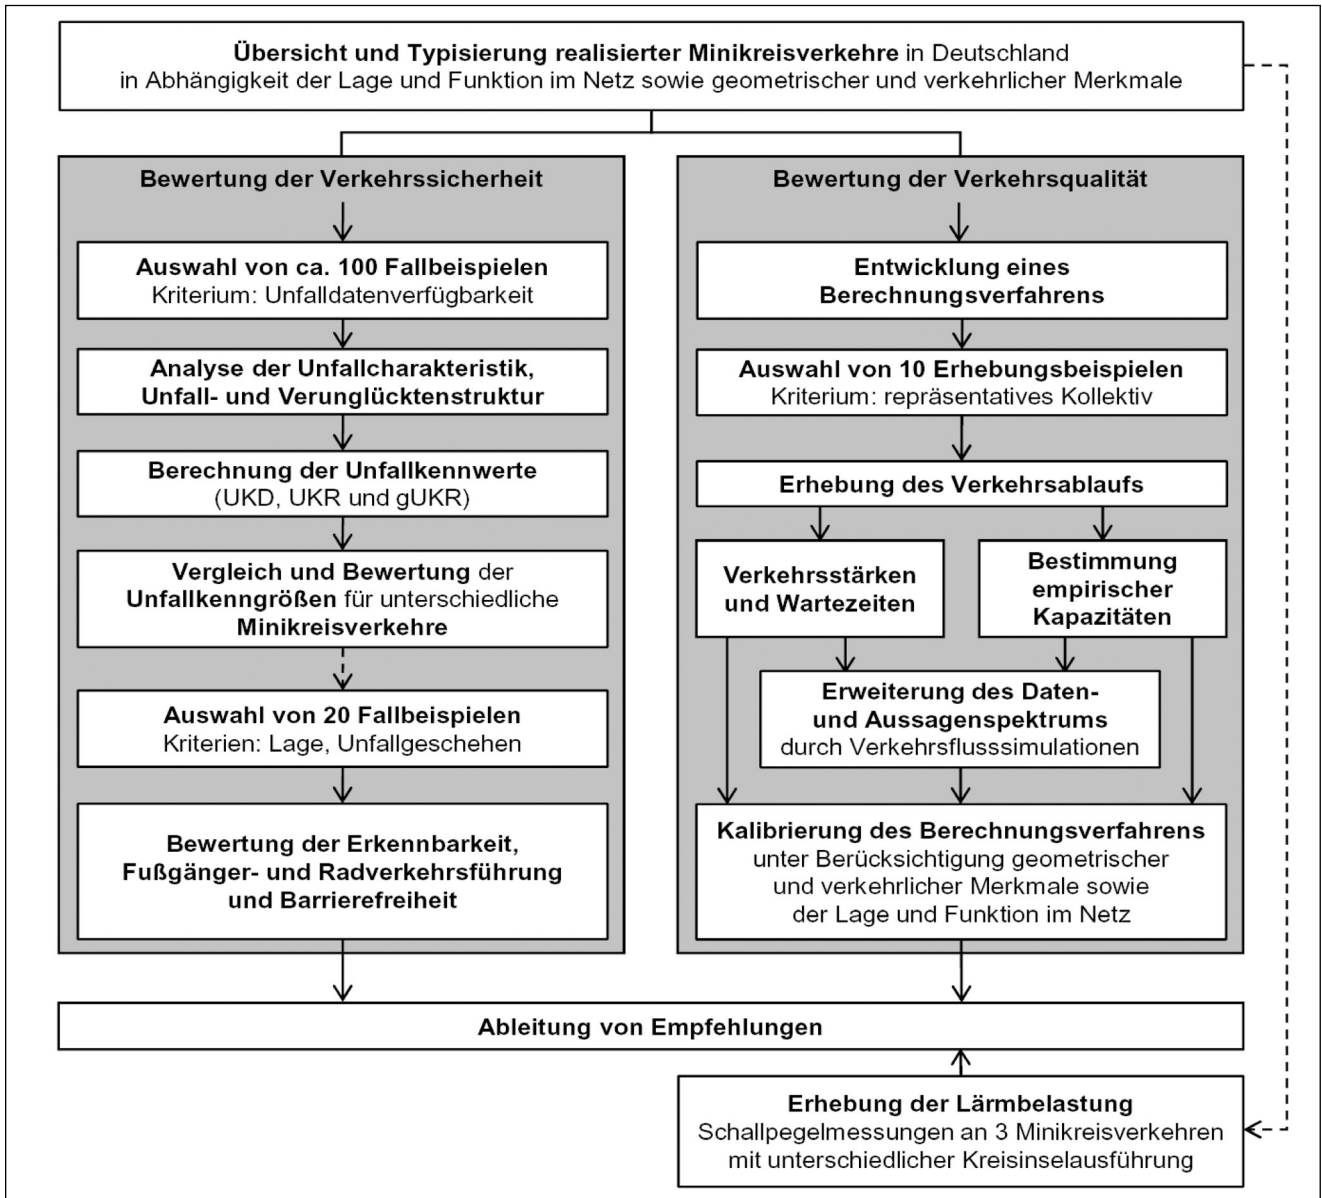 Übersicht und Typisierung realisierter Minikreisverkehre in Deutschland
in Abhängigkeit der Lage und Funktion im Netz sowie geometrischer und verkehrlicher Merkmale
Bewertung der Verkehrssicherheit
Auswahl von ca. 100 Fallbeispielen
Kriterium: Unfalldatenverfügbarkeit
Analyse der Unfallcharakteristik,
Unfall- und Verunglücktenstruktur
Berechnung der Unfallkennwerte
(UKD, UKR und gUKR)
Vergleich und Bewertung der
Unfallkenngrößen für unterschiedliche
Minikreisverkehre
Auswahl von 20 Fallbeispielen
Kriterien: Lage, Unfallgeschehen
Bewertung der Erkennbarkeit,
Fußgänger- und Radverkehrsführung
und Barrierefreiheit
Bewertung der Verkehrsqualität
Entwicklung eines
Berechnungsverfahrens
Auswahl von 10 Erhebungsbeispielen
Kriterium: repräsentatives Kollektiv
Erhebung des Verkehrsablaufs
Verkehrsstärken
und Wartezeiten
Bestimmung
empirischer
Kapazitäten
Erweiterung des Daten-
und Aussagenspektrums
durch Verkehrsflusssimulationen
Kalibrierung des Berechnungsverfahrens
unter Berücksichtigung geometrischer
und verkehrlicher Merkmale sowie
der Lage und Funktion im Netz
Ableitung von Empfehlungen
Erhebung der Lärmbelastung
Schallpegelmessungen an 3 Minikreisverkehren
mit unterschiedlicher Kreisinselausführung